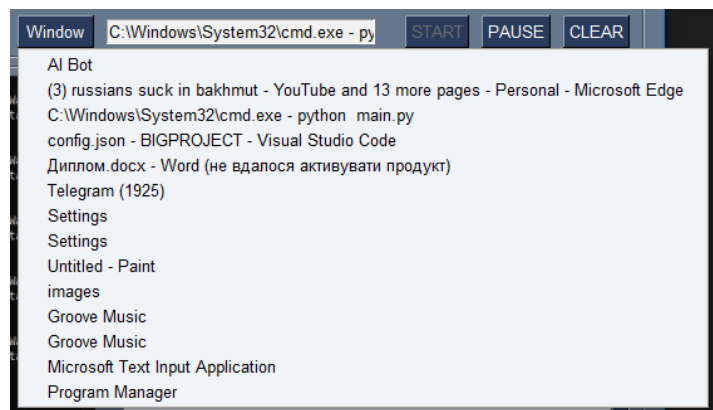 Window C:\Windows\System32\cmd.exe - py START PAUSE CLEAR
AI Bot
(3) russians suck in bakhmut - YouTube and 13 more pages - Personal - Microsoft Edge
C:\Windows\System32\cmd.exe - python  main.py
config.json - BIGPROJECT - Visual Studio Code
Диплом.docx - Word (не вдалося активувати продукт)
Telegram (1925)
Settings
Settings
Untitled - Paint
images
Groove Music
Groove Music
Microsoft Text Input Application
Program Manager